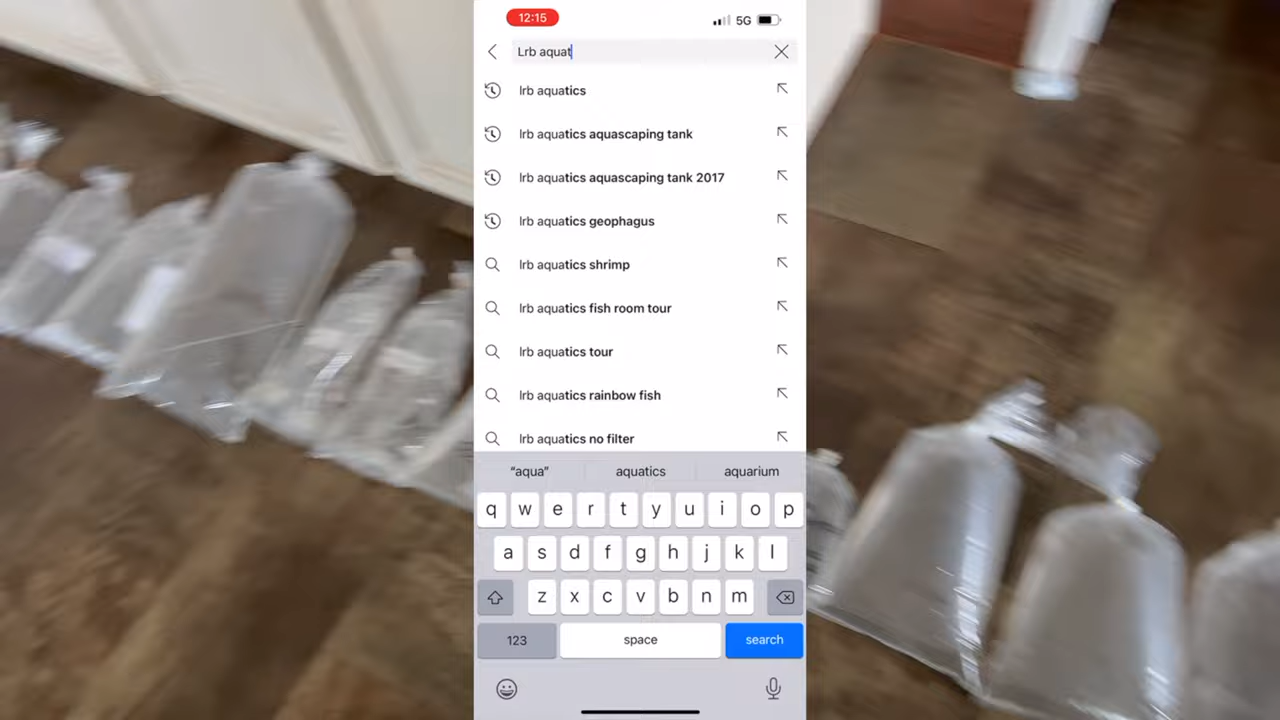 12:15
5G
Lrb aquat
lrb aquatics
lrb aquatics aquascaping tank
lrb aquatics aquascaping tank 2017
lrb aquatics geophagus
lrb aquatics shrimp
lrb aquatics fish room tour
lrb aquatics tour
lrb aquatics rainbow fish
lrb aquatics no filter
“aqua” aquatics aquarium
q w e r t y u i o p
a s d f g h j k l
z x c v b n m
123 space search